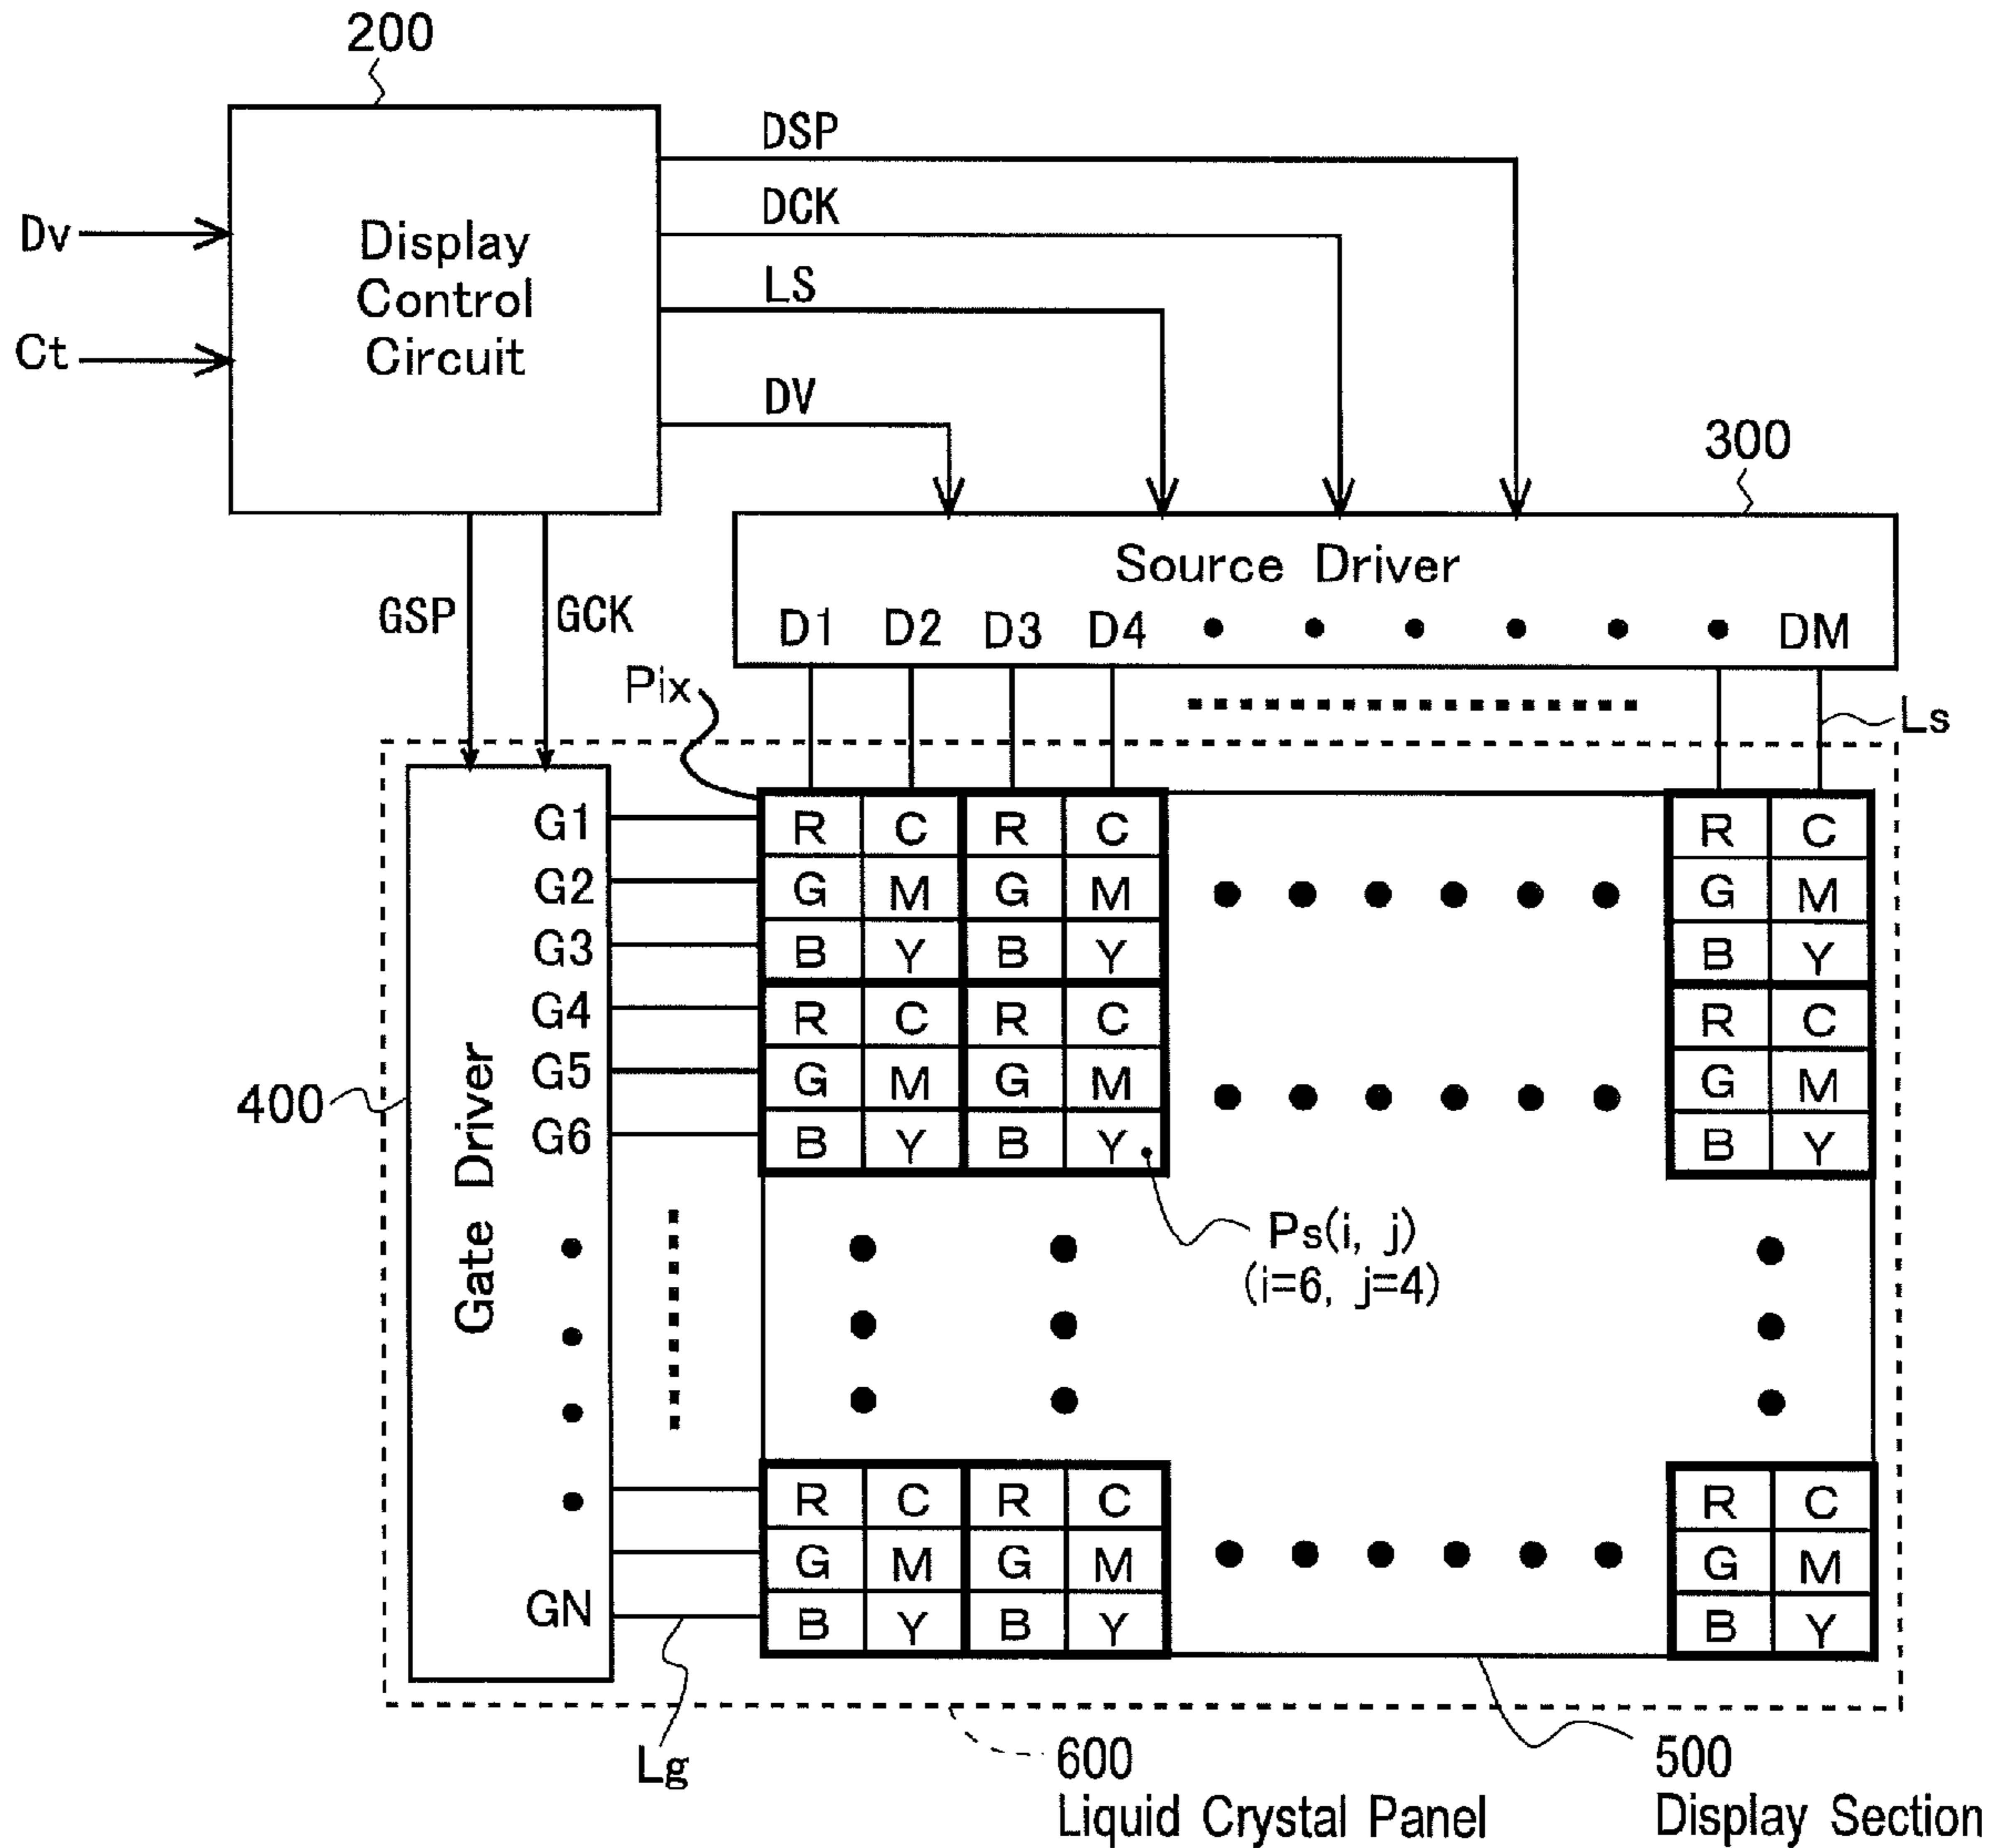 200
DSP
Dv
Display
Control
Circuit
DCK
LS
Ct
DV
300
Source Driver
GSP
GCK
D1 D2 D3 D4 DM
Pix
Ls
G1 R C R C R C
G2 G M G M G M
G3 B Y B Y B Y
G4 R C R C R C
G5 G M G M G M
G6 B Y B Y B Y
400
Gate Driver
Ps(i, j)
(i=6, j=4)
R C R C R C
G M G M G M
GN B Y B Y B Y
Lg
600
Liquid Crystal Panel
500
Display Section